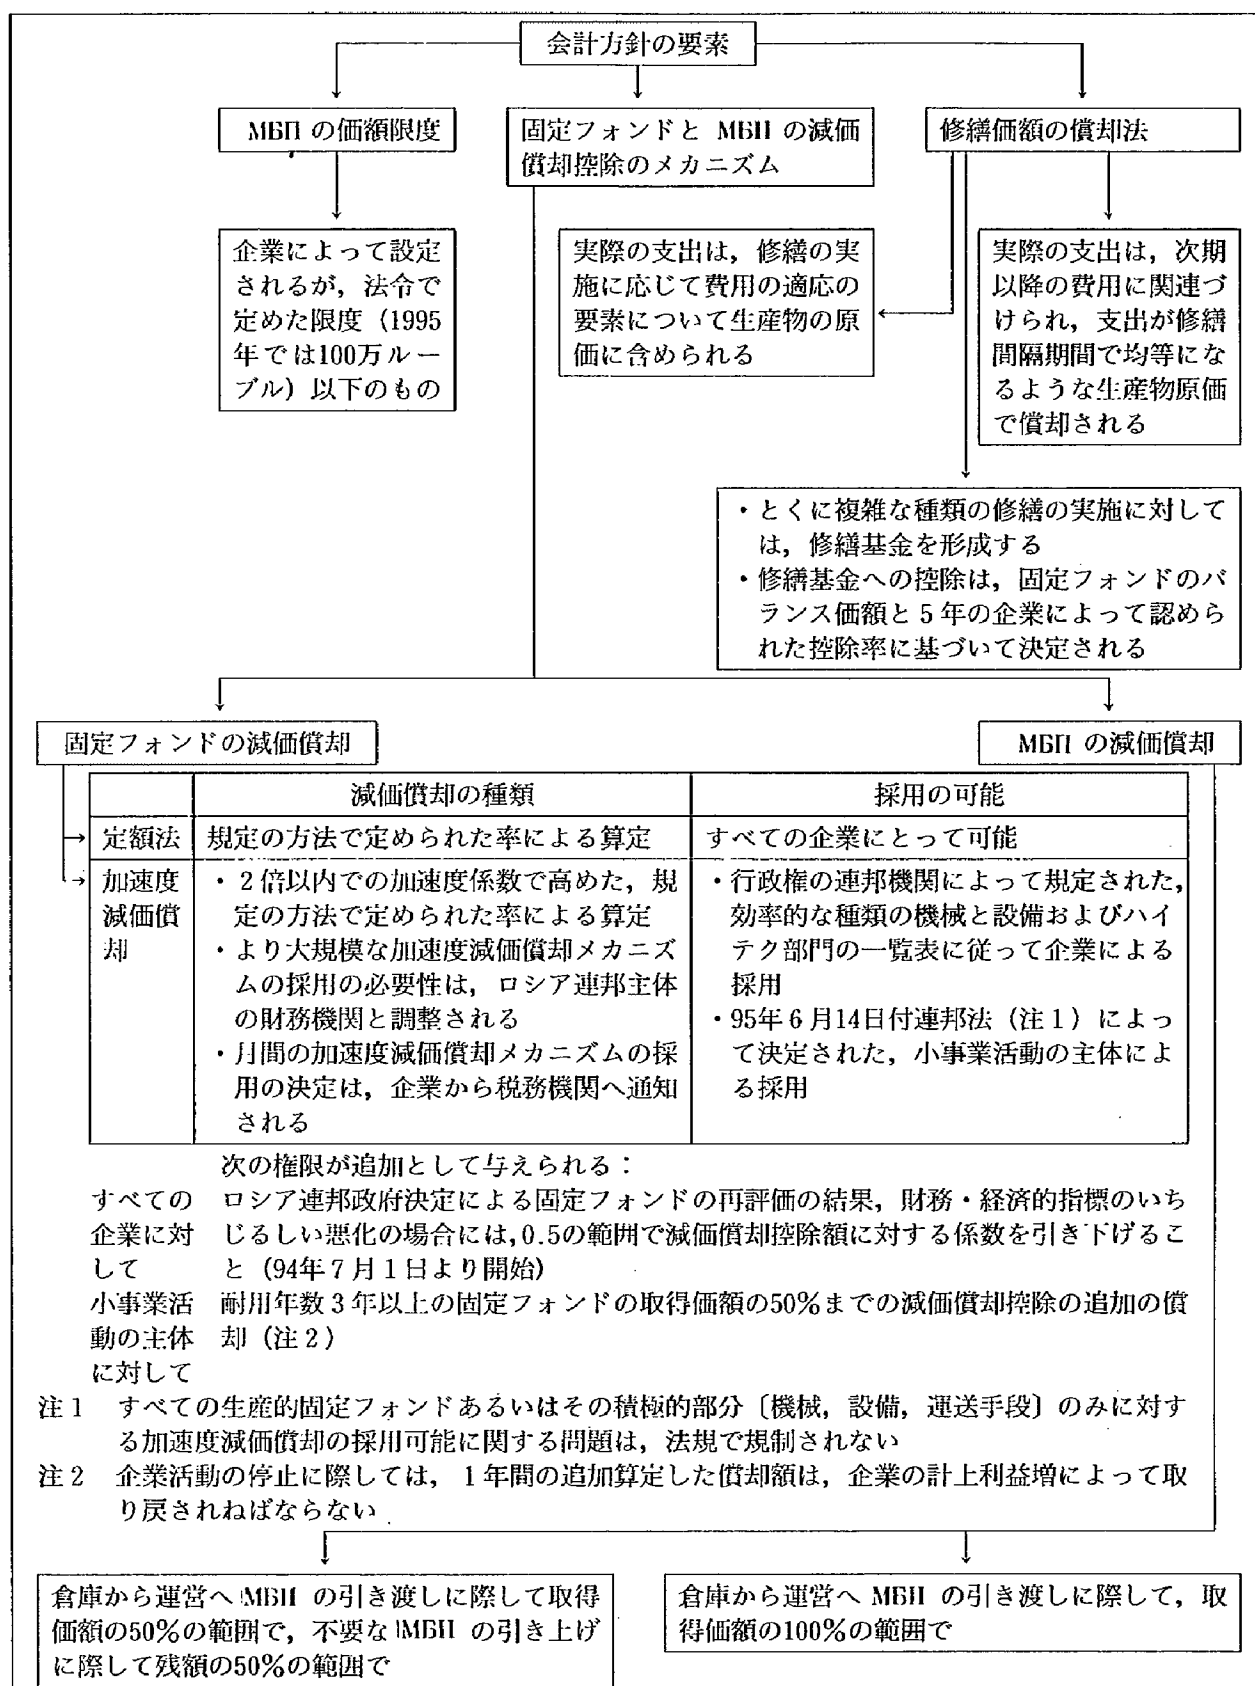 会計方針の要素
МБП の価額限度
固定フォンドと МБП の減価
償却控除のメカニズム
修繕価額の償却法
企業によって設定
されるが，法令で
定めた限度（1995
年では100万ルー
ブル）以下のもの
実際の支出は，修繕の実
施に応じて費用の適応の
要素について生産物の原
価に含められる
実際の支出は，次期
以降の費用に関連づ
けられ，支出が修繕
間隔期間で均等にな
るような生産物原価
で償却される
・とくに複雑な種類の修繕の実施に対して
は，修繕基金を形成する
・修繕基金への控除は，固定フォンドのバ
ランス価額と５年の企業によって認めら
れた控除率に基づいて決定される
固定フォンドの減価償却
МБП の減価償却
減価償却の種類
採用の可能
定額法
規定の方法で定められた率による算定
すべての企業にとって可能
加速度
減価償
却
・２倍以内での加速度係数で高めた，規
定の方法で定められた率による算定
・より大規模な加速度減価償却メカニズ
ムの採用の必要性は，ロシア連邦主体
の財務機関と調整される
・月間の加速度減価償却メカニズムの採
用の決定は，企業から税務機関へ通知
される
・行政権の連邦機関によって規定された，
効率的な種類の機械と設備およびハイ
テク部門の一覧表に従って企業による
採用
・95年６月14日付連邦法（注１）によっ
て決定された，小事業活動の主体によ
る採用
次の権限が追加として与えられる：
すべての
企業に対
して
ロシア連邦政府決定による固定フォンドの再評価の結果，財務・経済的指標のいち
じるしい悪化の場合には，0.5の範囲で減価償却控除額に対する係数を引き下げるこ
と（94年７月１日より開始）
小事業活
動の主体
に対して
耐用年数３年以上の固定フォンドの取得価額の50％までの減価償却控除の追加の償
却（注２）
注１　すべての生産的固定フォンドあるいはその積極的部分〔機械，設備，運送手段〕のみに対す
る加速度減価償却の採用可能に関する問題は，法規で規制されない
注２　企業活動の停止に際しては，１年間の追加算定した償却額は，企業の計上利益増によって取
り戻されねばならない
倉庫から運営へ МБП の引き渡しに際して取得
価額の50％の範囲で，不要な МБП の引き上げ
に際して残額の50％の範囲で
倉庫から運営へ МБП の引き渡しに際して，取
得価額の100％の範囲で